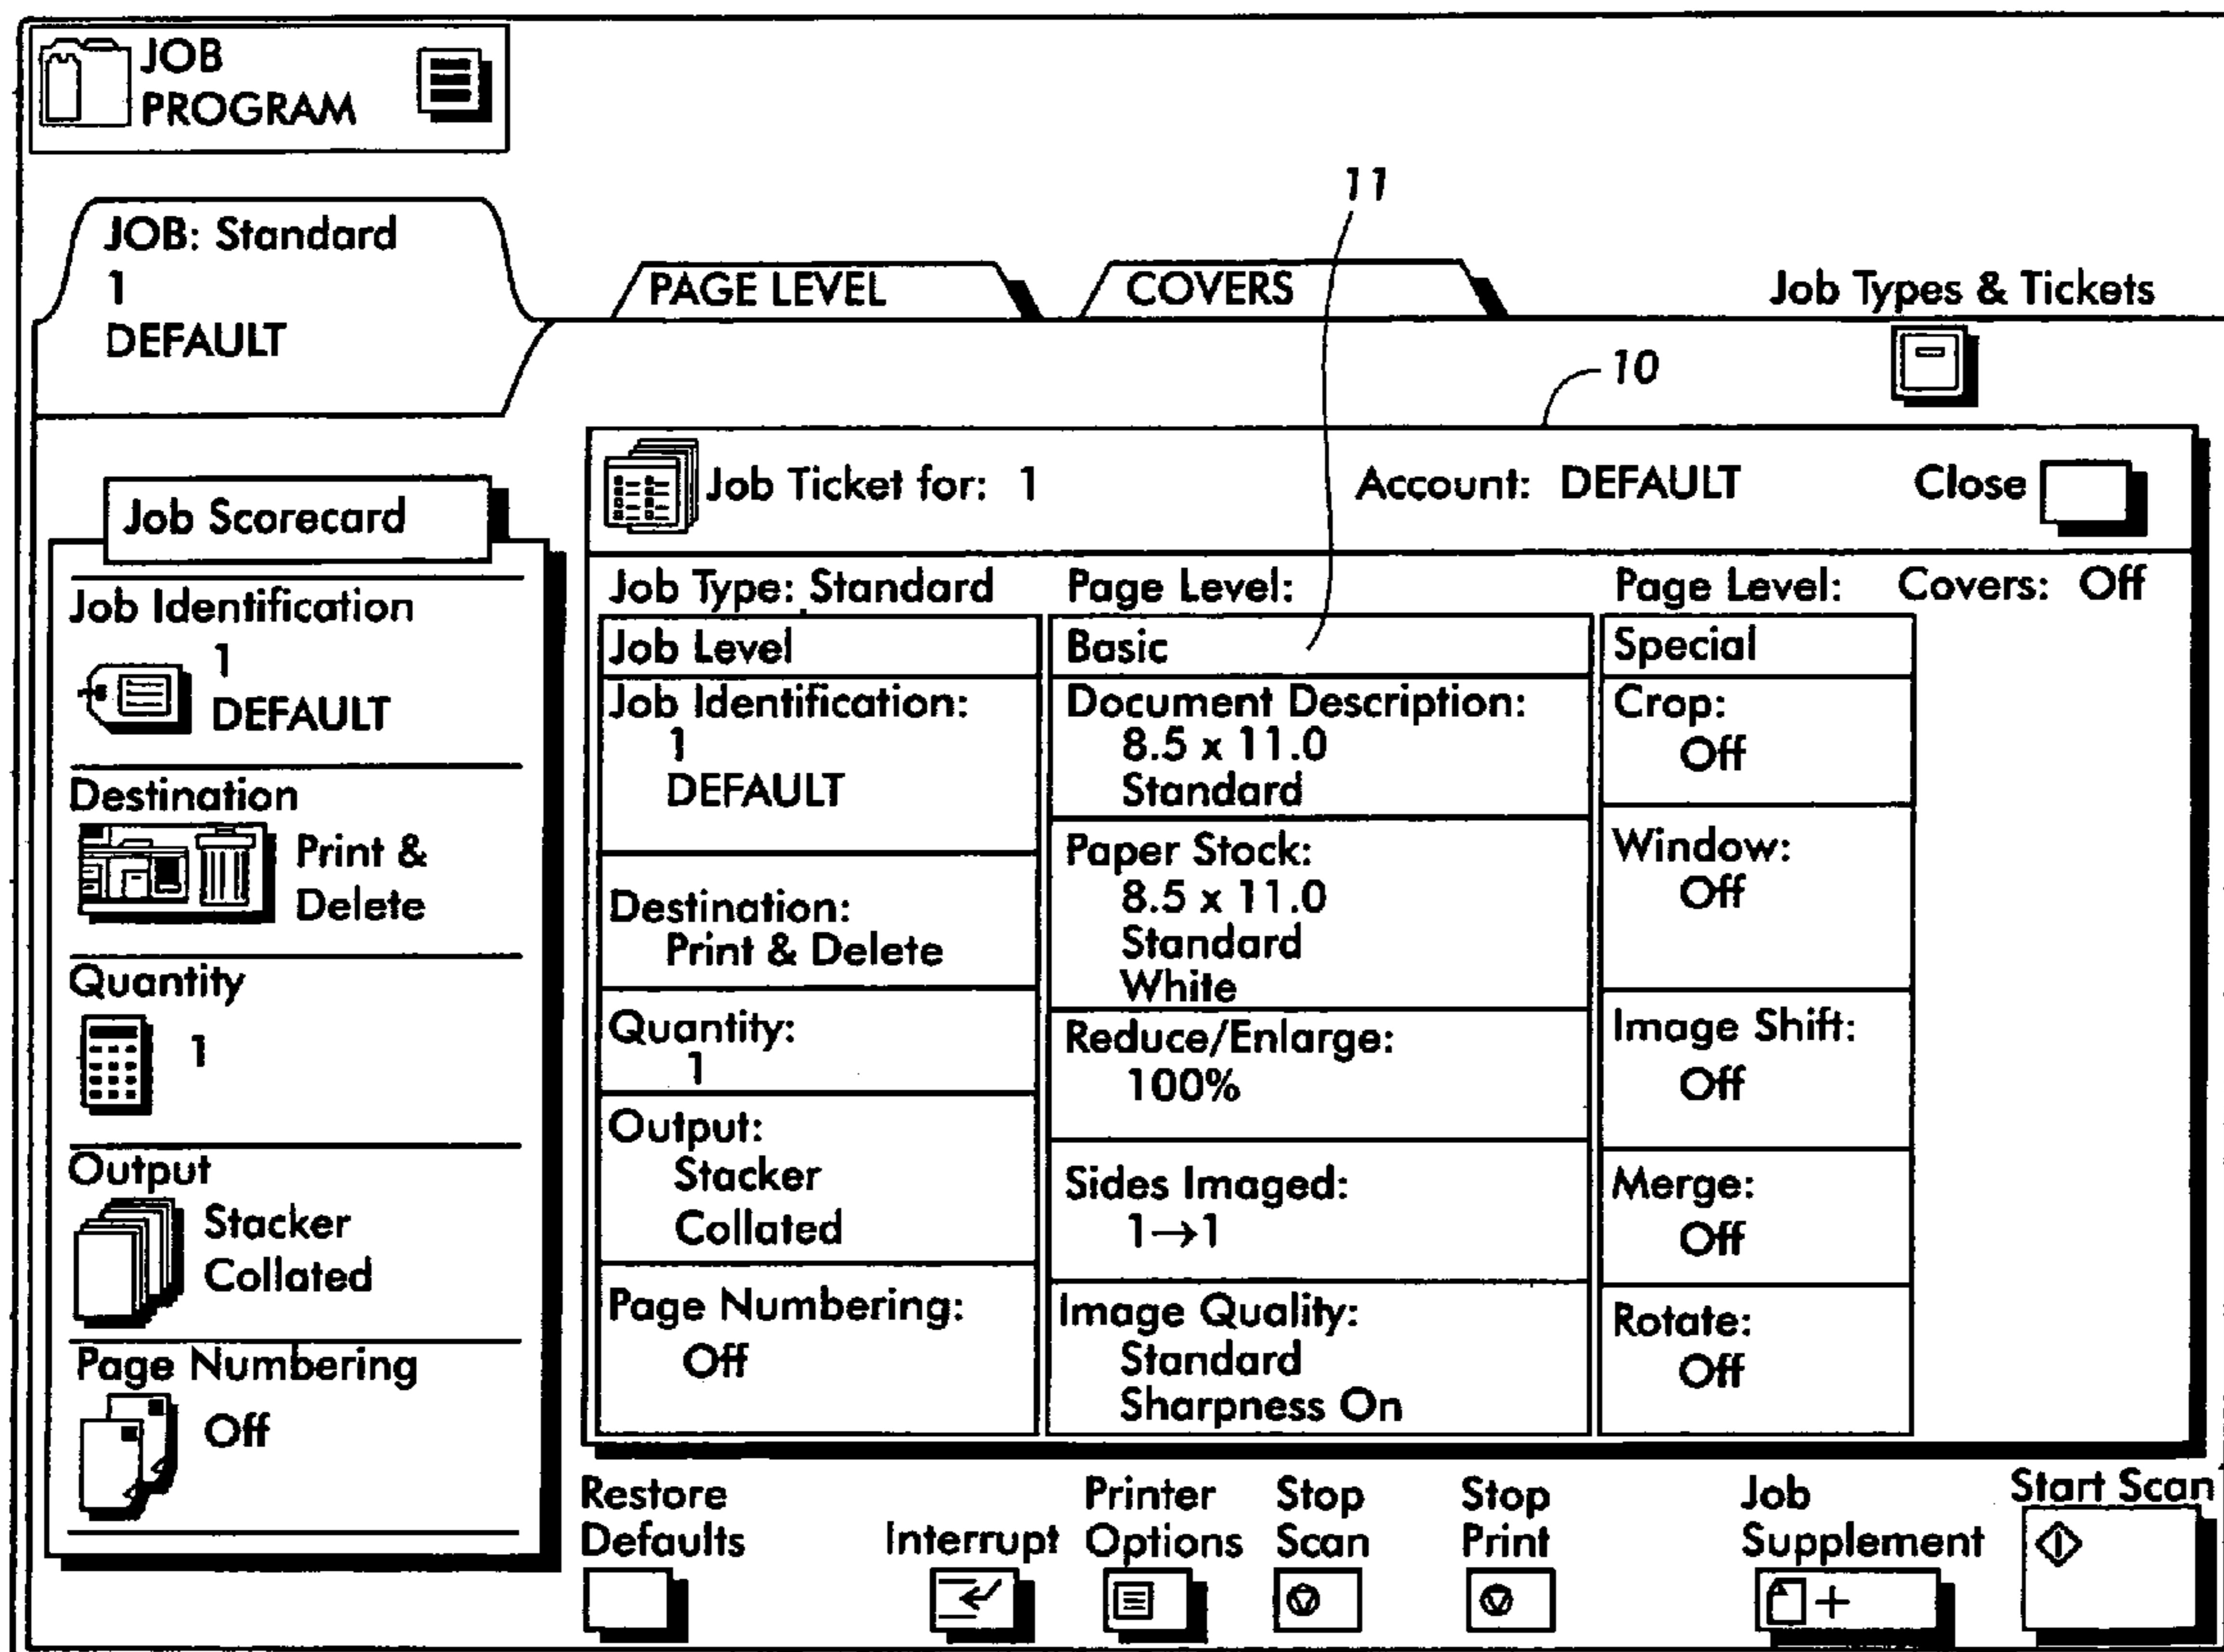 JOB
PROGRAM
11
JOB: Standard
1
DEFAULT
PAGE LEVEL
COVERS
Job Types & Tickets
10
Job Scorecard
Job Identification
1
DEFAULT
Destination
Print &
Delete
Quantity
1
Output
Stacker
Collated
Page Numbering
Off
Job Ticket for: 1
Account: DEFAULT
Close
Job Type: Standard
Job Level
Job Identification:
1
DEFAULT
Destination:
Print & Delete
Quantity:
1
Output:
Stacker
Collated
Page Numbering:
Off
Page Level:
Basic
Document Description:
8.5 x 11.0
Standard
Paper Stock:
8.5 x 11.0
Standard
White
Reduce/Enlarge:
100%
Sides Imaged:
1→1
Image Quality:
Standard
Sharpness On
Page Level:
Special
Crop:
Off
Window:
Off
Image Shift:
Off
Merge:
Off
Rotate:
Off
Covers: Off
Restore
Defaults
Interrupt
Printer
Options
Stop
Scan
Stop
Print
Job
Supplement
+
Start Scan